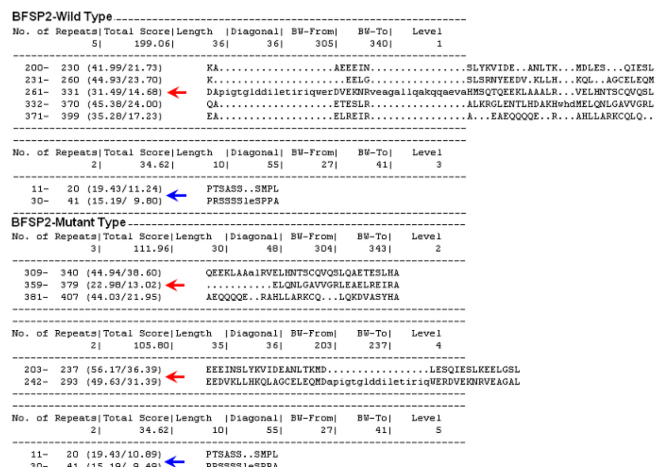 BFSP2-Wild Type
No. of Repeats|Total Score|Length |Diagonal| BW-From| BW-To| Level
5| 199.06| 36| 36| 305| 340| 1
200- 230 (41.99/21.73) KA.............AEEEIN..................SLYKVIDE..ANLTK...MDLES...QIESL
231- 260 (44.93/23.70) K................EELG..................SLSRNYEEDV.KLLH...KQL...AGCELEQM
261- 331 (31.49/14.68) DApigtglddiletiriqwerDVEKNRveagallqakqqaevaHMSQTQEEKLAAALR...VELHNTSCQVQSL
332- 370 (45.38/24.00) QA.............ETESLR..................ALKRGLENTLHDAKHwhdMELQNLGAVVGRL
371- 399 (35.28/17.23) EA.............ELREIR..................A...EAEQQQQE..R...AHLLARKCQLQ..
No. of Repeats|Total Score|Length |Diagonal| BW-From| BW-To| Level
2| 34.62| 10| 55| 27| 41| 3
11- 20 (19.43/11.24) PTSASS..SMPL
30- 41 (15.19/ 9.80) PRSSSSleSPPA
BFSP2-Mutant Type
No. of Repeats|Total Score|Length |Diagonal| BW-From| BW-To| Level
3| 111.96| 30| 48| 304| 343| 2
309- 340 (44.94/38.60) QEEKLAAalRVELHNTSCQVQSLQAETESLHA
359- 379 (22.98/13.02) ...........ELQNLGAVVGRLEAELREIRA
381- 407 (44.03/21.95) AEQQQQE..RAHLLARKCQ...LQKDVASYHA
No. of Repeats|Total Score|Length |Diagonal| BW-From| BW-To| Level
2| 105.80| 35| 36| 203| 237| 4
203- 237 (56.17/36.39) EEEINSLYKVIDEANLTKMD.................LESQIESLKEELGSL
242- 293 (49.63/31.39) EEDVKLLHKQLAGCELEQMDapigtglddiletiriqWERDVEKNRVEAGAL
No. of Repeats|Total Score|Length |Diagonal| BW-From| BW-To| Level
2| 34.62| 10| 55| 27| 41| 5
11- 20 (19.43/10.89) PTSASS..SMPL
30- 41 (15.19/ 9.49) PRSSSSleSPPA